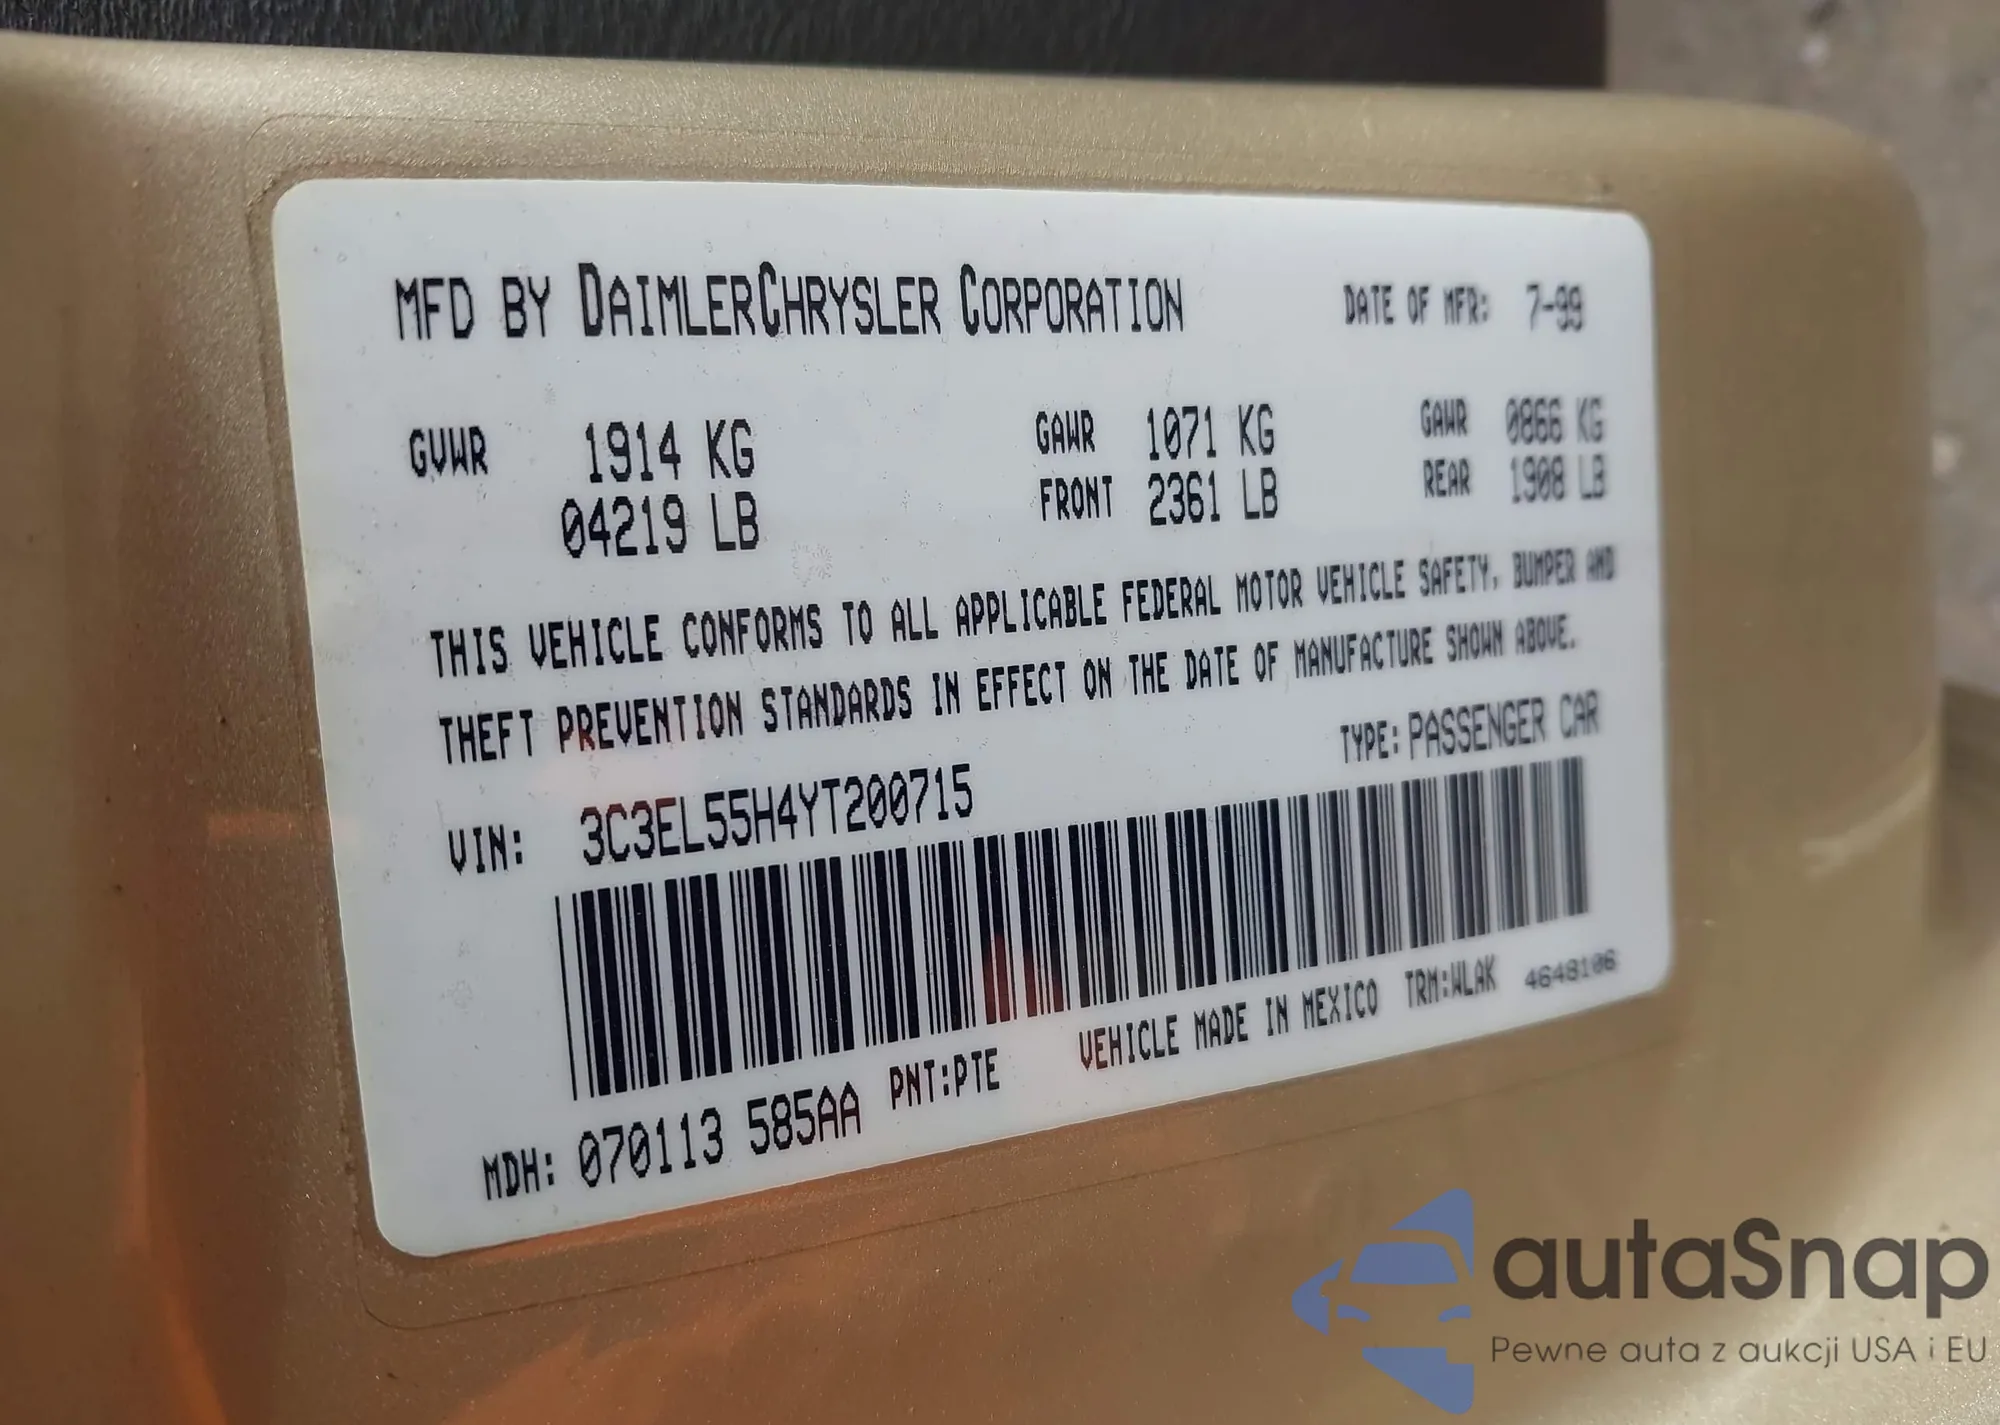 MFD BY DAIMLERCHRYSLER CORPORATION DATE OF MFR: 7-99
GVWR 1914 KG GAWR 1071 KG GAWR 0866 KG
04219 LB FRONT 2361 LB REAR 1908 LB
THIS VEHICLE CONFORMS TO ALL APPLICABLE FEDERAL MOTOR VEHICLE SAFETY, BUMPER AND
THEFT PREVENTION STANDARDS IN EFFECT ON THE DATE OF MANUFACTURE SHOWN ABOVE.
VIN: 3C3EL55H4YT200715 TYPE: PASSENGER CAR
MDH: 070113 585AA PNT:PTE VEHICLE MADE IN MEXICO TRM:WLAK 4648106
autaSnap
Pewne auta z aukcji USA i EU